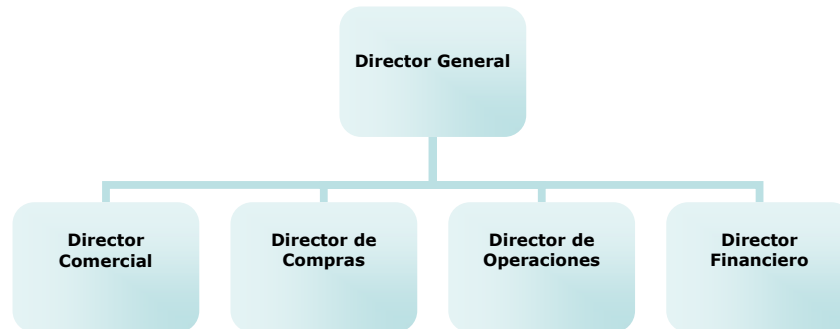 Director General
Director
Comercial
Director de
Compras
Director de
Operaciones
Director
Financiero